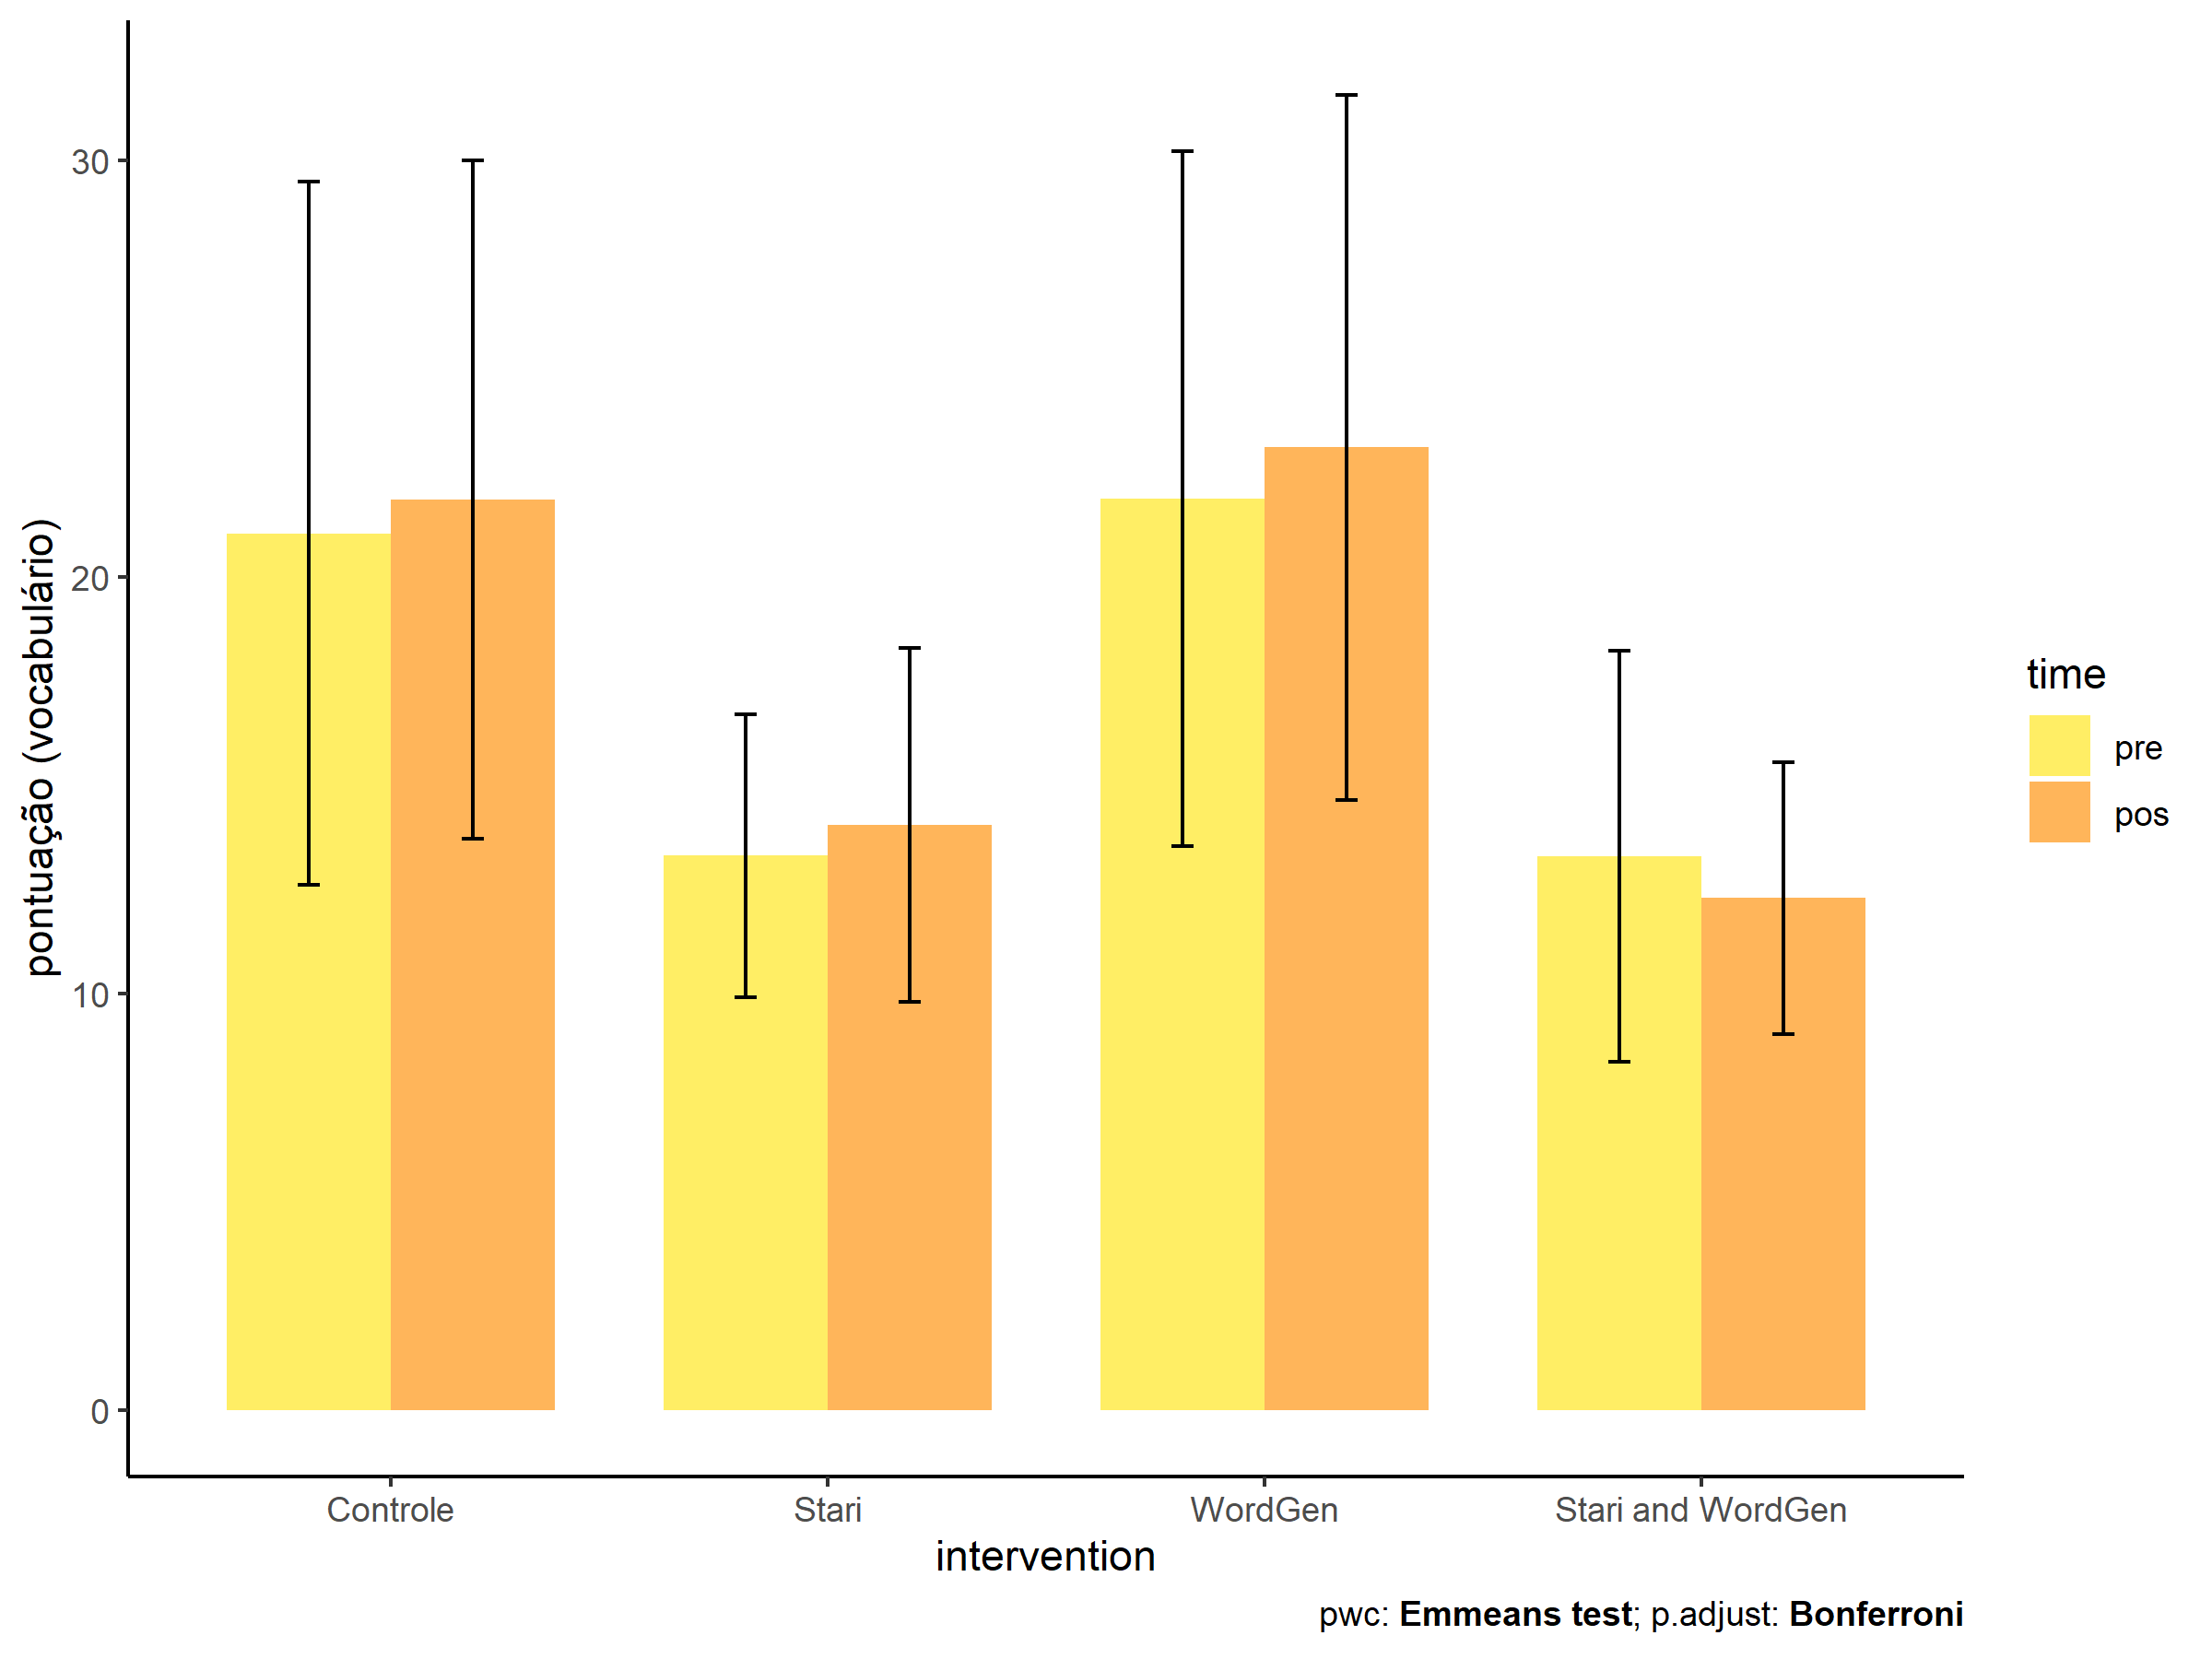 pontuação (vocabulário)
30
20
10
0
Controle
Stari
WordGen
Stari and WordGen
intervention
time
pre
pos
pwc: Emmeans test; p.adjust: Bonferroni